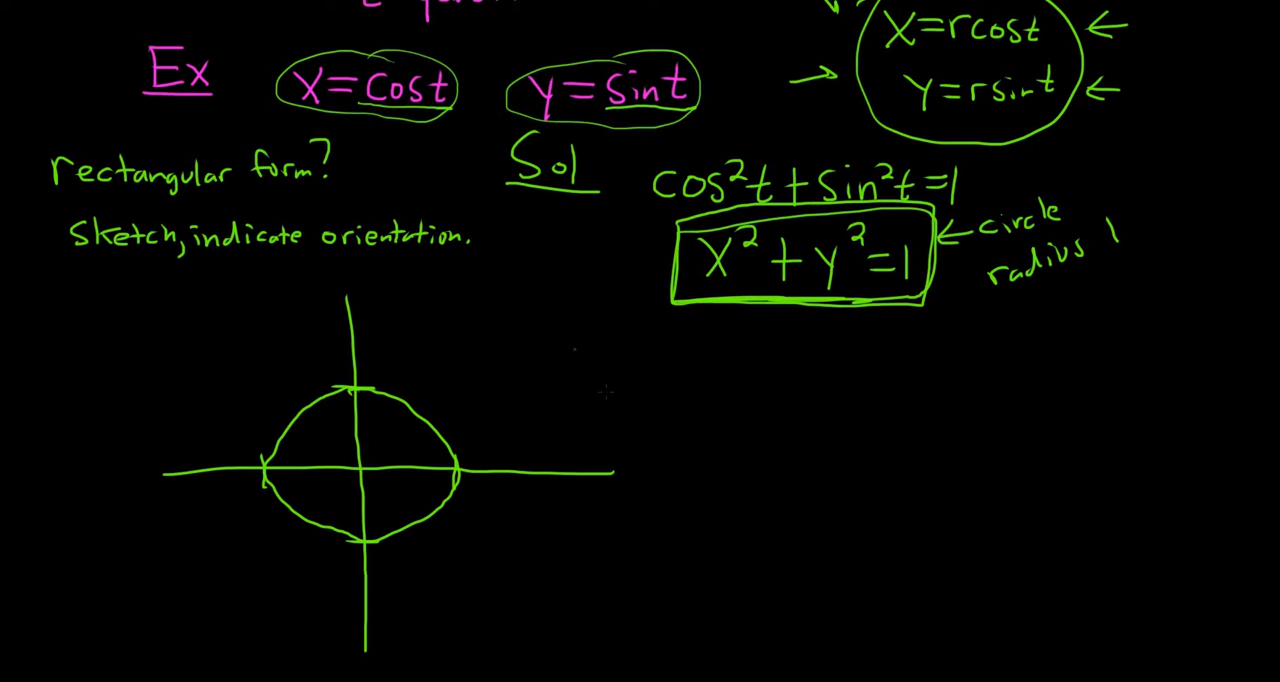 X=rcost ←
Ex x=cost y=sint → y=rsint ←
rectangular form? Sol cos²t+sin²t=1
Sketch, indicate orientation. x²+y²=1 ← circle
radius 1